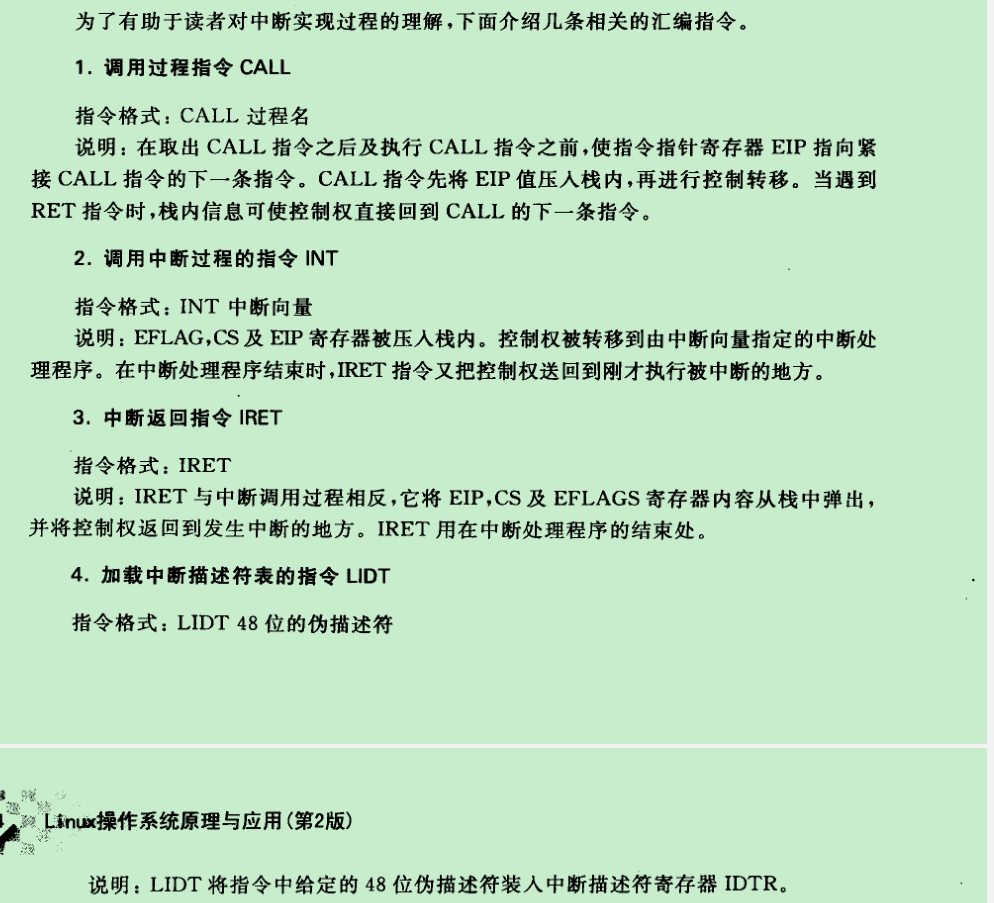 为了有助于读者对中断实现过程的理解,下面介绍几条相关的汇编指令。
1. 调用过程指令 CALL
指令格式: CALL 过程名
说明: 在取出 CALL 指令之后及执行 CALL 指令之前,使指令指针寄存器 EIP 指向紧
接 CALL 指令的下一条指令。CALL 指令先将 EIP 值压入栈内,再进行控制转移。当遇到
RET 指令时,栈内信息可使控制权直接回到 CALL 的下一条指令。
2. 调用中断过程的指令 INT
指令格式: INT 中断向量
说明: EFLAG,CS 及 EIP 寄存器被压入栈内。控制权被转移到由中断向量指定的中断处
理程序。在中断处理程序结束时,IRET 指令又把控制权送回到刚才执行被中断的地方。
3. 中断返回指令 IRET
指令格式: IRET
说明: IRET 与中断调用过程相反,它将 EIP,CS 及 EFLAGS 寄存器内容从栈中弹出,
并将控制权返回到发生中断的地方。IRET 用在中断处理程序的结束处。
4. 加载中断描述符表的指令 LIDT
指令格式: LIDT 48 位的伪描述符
Linux操作系统原理与应用(第2版)
说明: LIDT 将指令中给定的 48 位伪描述符装入中断描述符寄存器 IDTR。